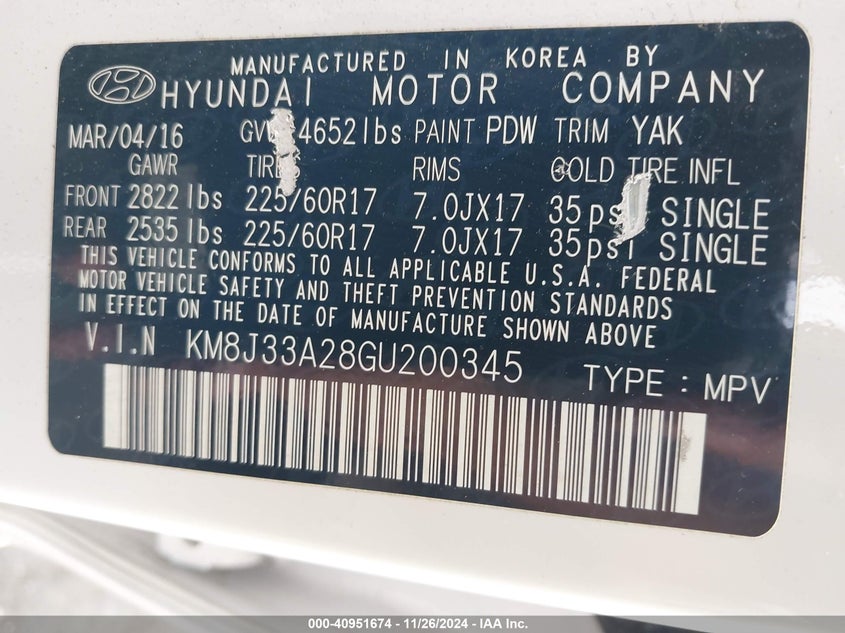 MANUFACTURED IN KOREA BY
HYUNDAI MOTOR COMPANY
MAR/04/16 4652lbs PAINT PDW TRIM YAK
GAWR RIMS COLD TIRE INFL
FRONT 2822lbs 225/60R17 7.0JX17 35psi SINGLE
REAR 2535lbs 225/60R17 7.0JX17 35psi SINGLE
THIS VEHICLE CONFORMS TO ALL APPLICABLE U.S.A. FEDERAL
MOTOR VEHICLE SAFETY AND THEFT PREVENTION STANDARDS
IN EFFECT ON THE DATE OF MANUFACTURE SHOWN ABOVE
V.I.N KM8J33A28GU200345 TYPE : MPV
000-40951674 - 11/26/2024 - IAA Inc.